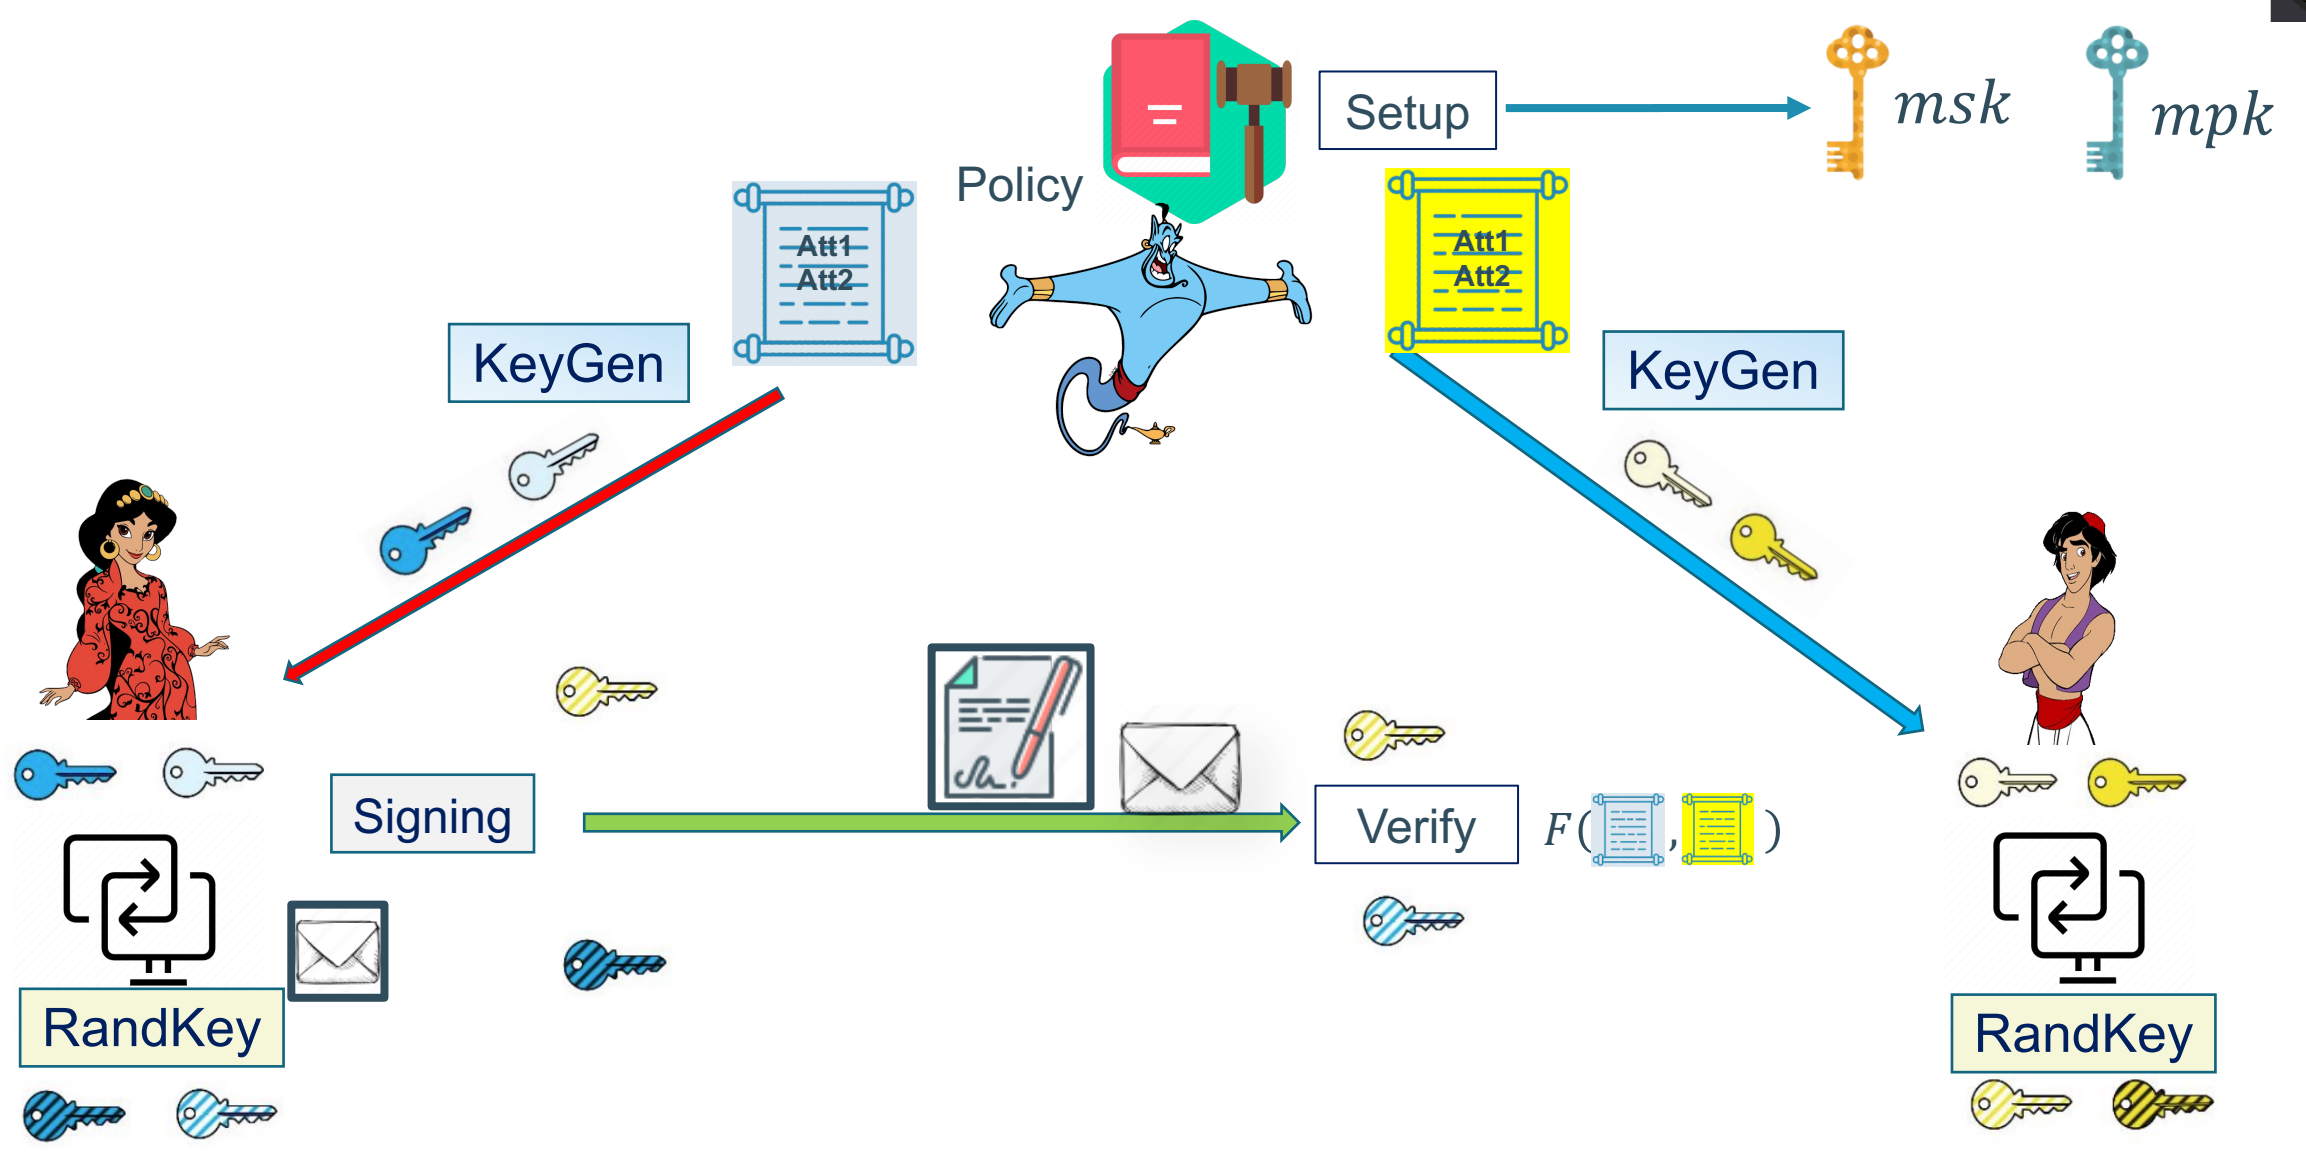 Setup
msk
mpk
Policy
Att1
Att2
Att1
Att2
KeyGen
KeyGen
Signing
Verify
F( , )
RandKey
RandKey